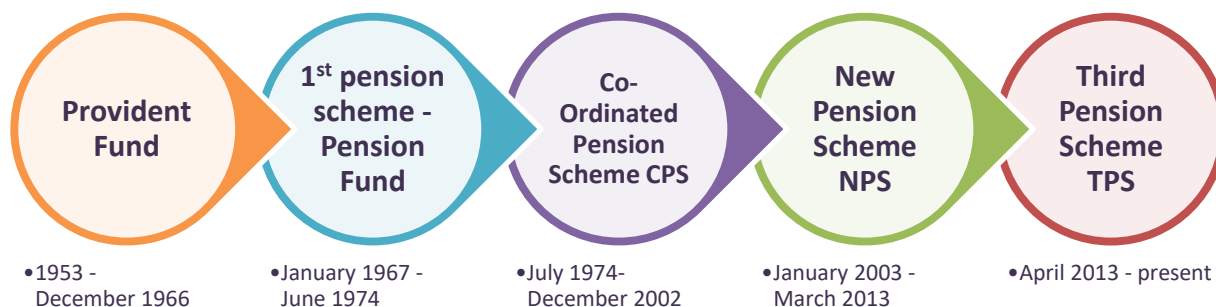 Provident
Fund
1st pension
scheme -
Pension
Fund
Co-
Ordinated
Pension
Scheme CPS
New
Pension
Scheme
NPS
Third
Pension
Scheme
TPS
•1953 -
December 1966
•January 1967 -
June 1974
•July 1974-
December 2002
•January 2003 -
March 2013
•April 2013 - present